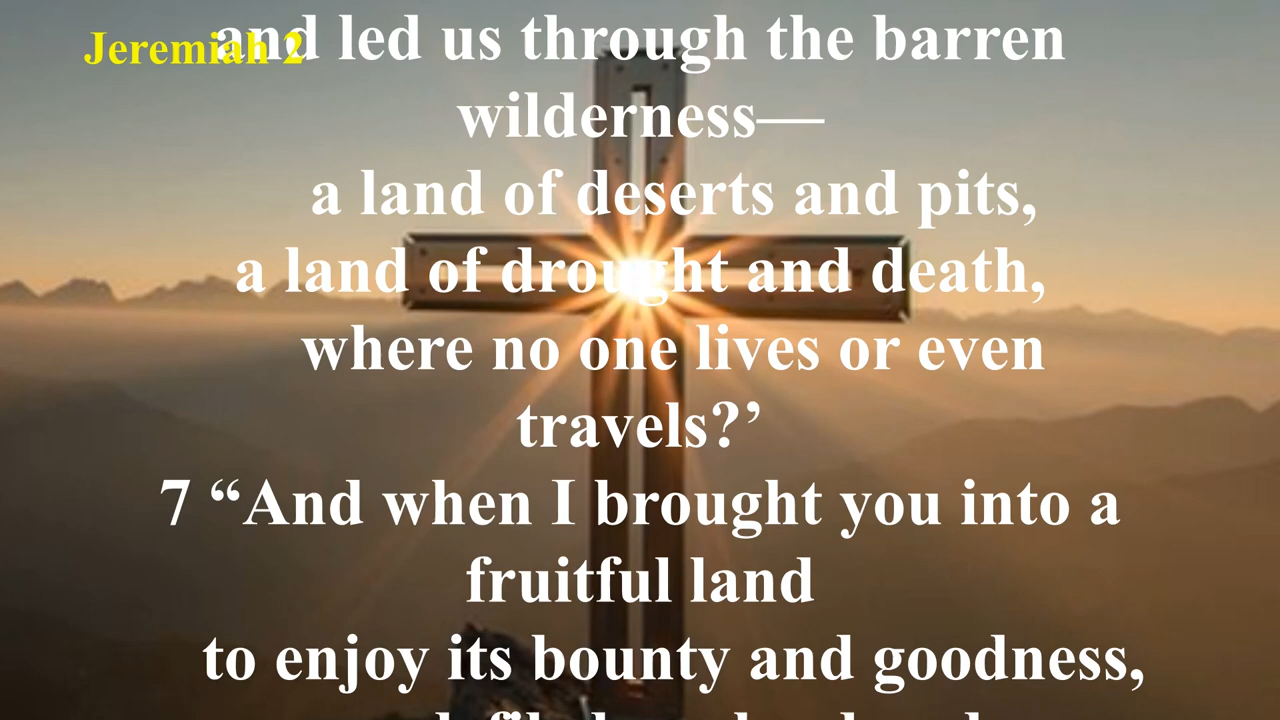 Jeremiah 2
and led us through the barren
wilderness—
a land of deserts and pits,
a land of drought and death,
where no one lives or even
travels?’
7 “And when I brought you into a
fruitful land
to enjoy its bounty and goodness,